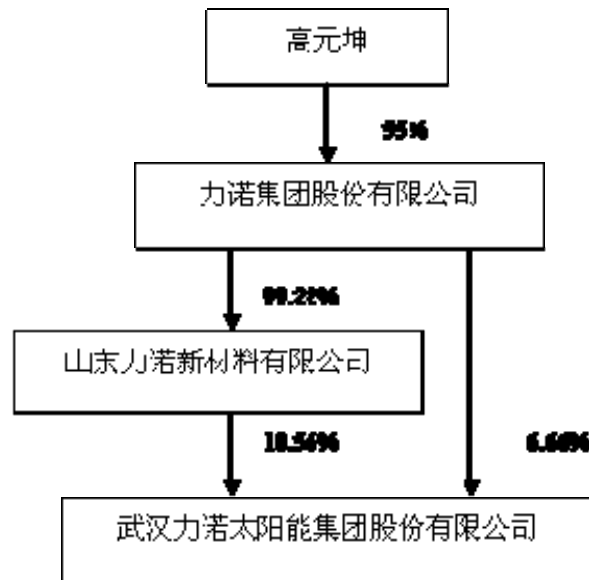 高元坤
95%
力诺集团股份有限公司
山东力诺新材料有限公司
武汉力诺太阳能集团股份有限公司